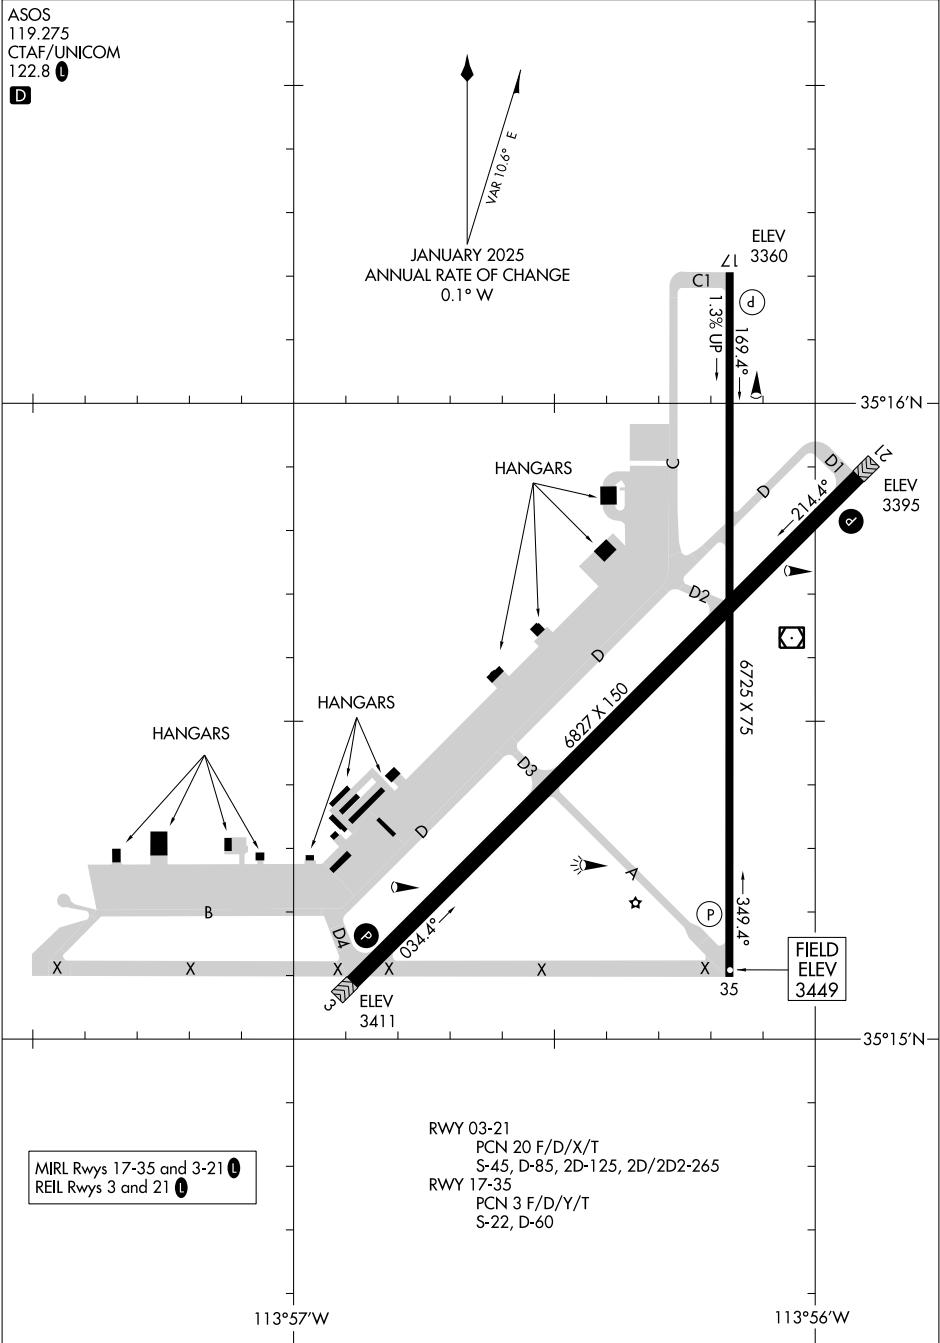 ASOS
119.275
CTAF/UNICOM
122.8 L
D
VAR 10.6° E
JANUARY 2025
ANNUAL RATE OF CHANGE
0.1° W
ELEV
3360
17
C1
P
1.3% UP
169.4°
35°16'N
HANGARS
C
D
D1
21
ELEV
3395
214.4°
P
D2
D
6725 X 75
6827 X 150
HANGARS
HANGARS
D3
D
A
B
D4
P
034.4°
P
349.4°
FIELD
ELEV
3449
X X X X X X
35
3
ELEV
3411
35°15'N
RWY 03-21
PCN 20 F/D/X/T
S-45, D-85, 2D-125, 2D/2D2-265
RWY 17-35
PCN 3 F/D/Y/T
S-22, D-60
MIRL Rwys 17-35 and 3-21 L
REIL Rwys 3 and 21 L
113°57'W
113°56'W